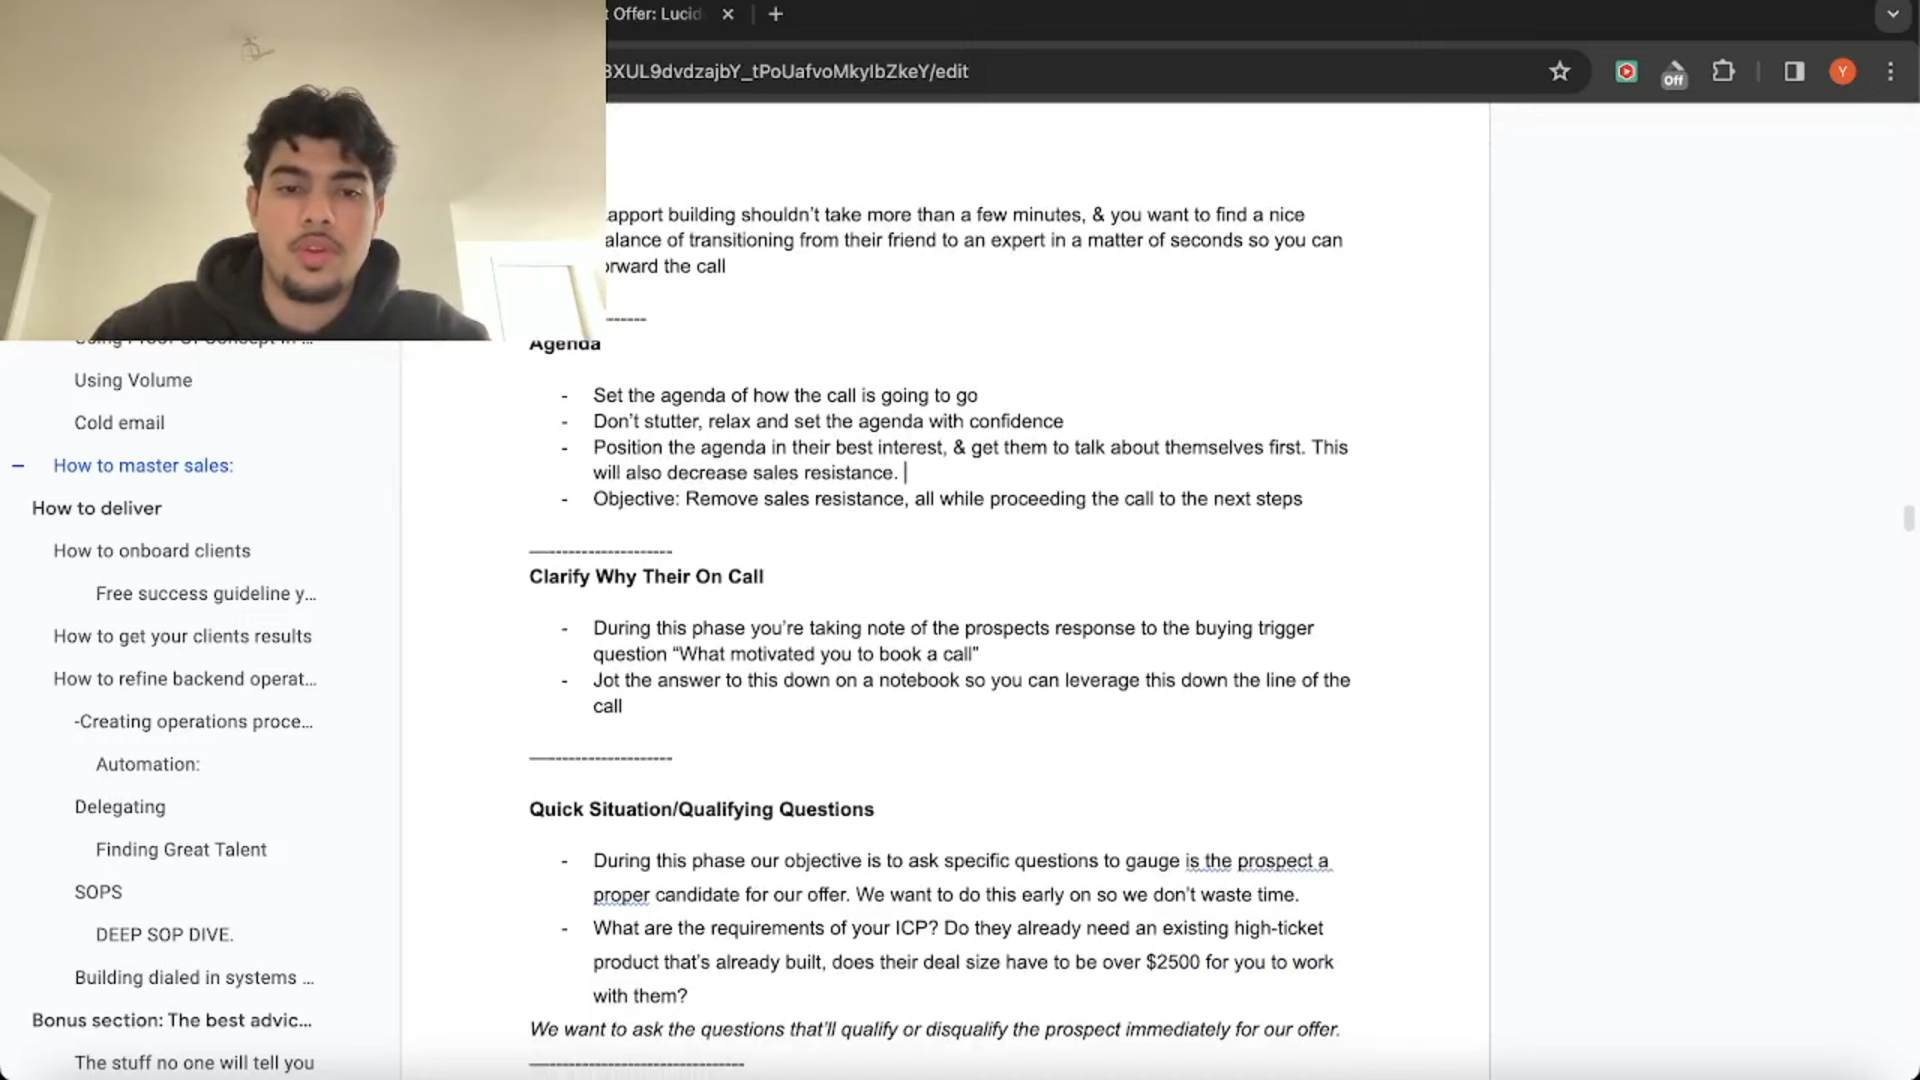 t Offer: Lucid
3XUL9dvdzajbY_tPoUafvoMkyIbZkeY/edit
Off
Y
apport building shouldn't take more than a few minutes, & you want to find a nice
alance of transitioning from their friend to an expert in a matter of seconds so you can
orward the call
Agenda
- Set the agenda of how the call is going to go
- Don't stutter, relax and set the agenda with confidence
- Position the agenda in their best interest, & get them to talk about themselves first. This
will also decrease sales resistance.
- Objective: Remove sales resistance, all while proceeding the call to the next steps
Clarify Why Their On Call
- During this phase you're taking note of the prospects response to the buying trigger
question “What motivated you to book a call”
- Jot the answer to this down on a notebook so you can leverage this down the line of the
call
Quick Situation/Qualifying Questions
- During this phase our objective is to ask specific questions to gauge is the prospect a
proper candidate for our offer. We want to do this early on so we don't waste time.
- What are the requirements of your ICP? Do they already need an existing high-ticket
product that's already built, does their deal size have to be over $2500 for you to work
with them?
We want to ask the questions that'll qualify or disqualify the prospect immediately for our offer.
Using Proof Of Concept in ...
Using Volume
Cold email
How to master sales:
How to deliver
How to onboard clients
Free success guideline y...
How to get your clients results
How to refine backend operat...
-Creating operations proce...
Automation:
Delegating
Finding Great Talent
SOPS
DEEP SOP DIVE.
Building dialed in systems ...
Bonus section: The best advic...
The stuff no one will tell you